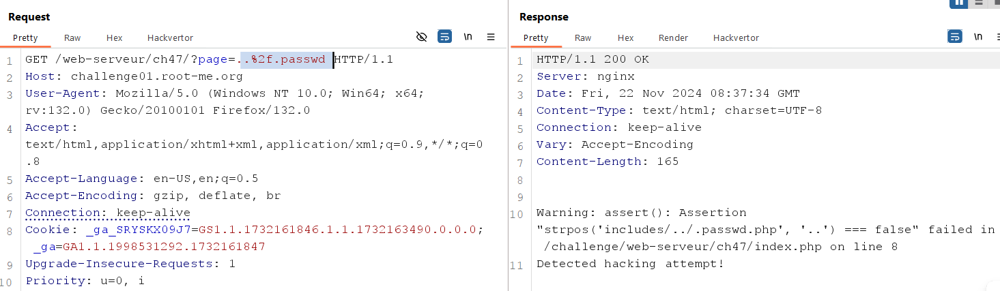 Request
Pretty Raw Hex Hackvertor \n
1 GET /web-serveur/ch47/?page=..%2f.passwd HTTP/1.1
2 Host: challenge01.root-me.org
3 User-Agent: Mozilla/5.0 (Windows NT 10.0; Win64; x64;
rv:132.0) Gecko/20100101 Firefox/132.0
4 Accept:
text/html,application/xhtml+xml,application/xml;q=0.9,*/*;q=0
.8
5 Accept-Language: en-US,en;q=0.5
6 Accept-Encoding: gzip, deflate, br
7 Connection: keep-alive
8 Cookie: _ga_SRYSKX09J7=GS1.1.1732161846.1.1.1732163490.0.0.0;
_ga=GA1.1.1998531292.1732161847
9 Upgrade-Insecure-Requests: 1
10 Priority: u=0, i
Response
Pretty Raw Hex Render Hackvertor \n
1 HTTP/1.1 200 OK
2 Server: nginx
3 Date: Fri, 22 Nov 2024 08:37:34 GMT
4 Content-Type: text/html; charset=UTF-8
5 Connection: keep-alive
6 Vary: Accept-Encoding
7 Content-Length: 165
8
9
10 Warning: assert(): Assertion
"strpos('includes/../.passwd.php', '..') === false" failed in
/challenge/web-serveur/ch47/index.php on line 8
11 Detected hacking attempt!